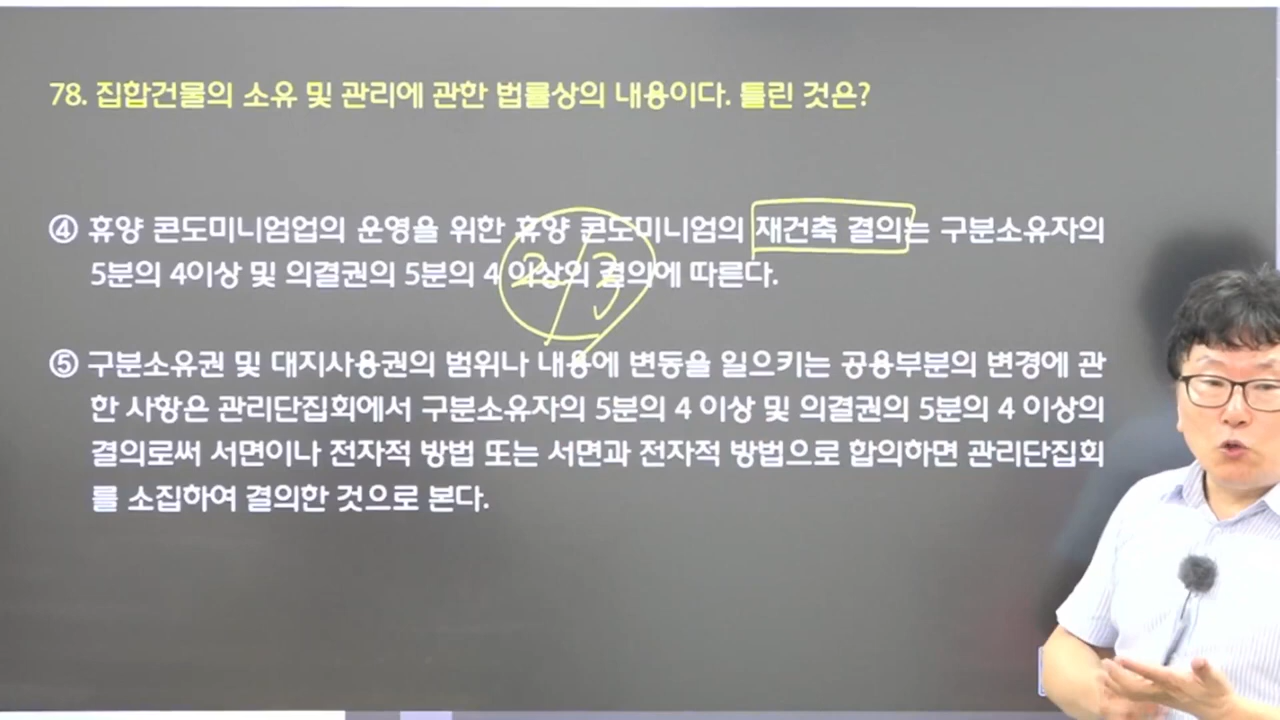 78. 집합건물의 소유 및 관리에 관한 법률상의 내용이다. 틀린 것은?
④ 휴양 콘도미니엄업의 운영을 위한 휴양 콘도미니엄의 재건축 결의는 구분소유자의
5분의 4이상 및 의결권의 5분의 4 이상의 결의에 따른다.
2/3
⑤ 구분소유권 및 대지사용권의 범위나 내용에 변동을 일으키는 공용부분의 변경에 관
한 사항은 관리단집회에서 구분소유자의 5분의 4 이상 및 의결권의 5분의 4 이상의
결의로써 서면이나 전자적 방법 또는 서면과 전자적 방법으로 합의하면 관리단집회
를 소집하여 결의한 것으로 본다.